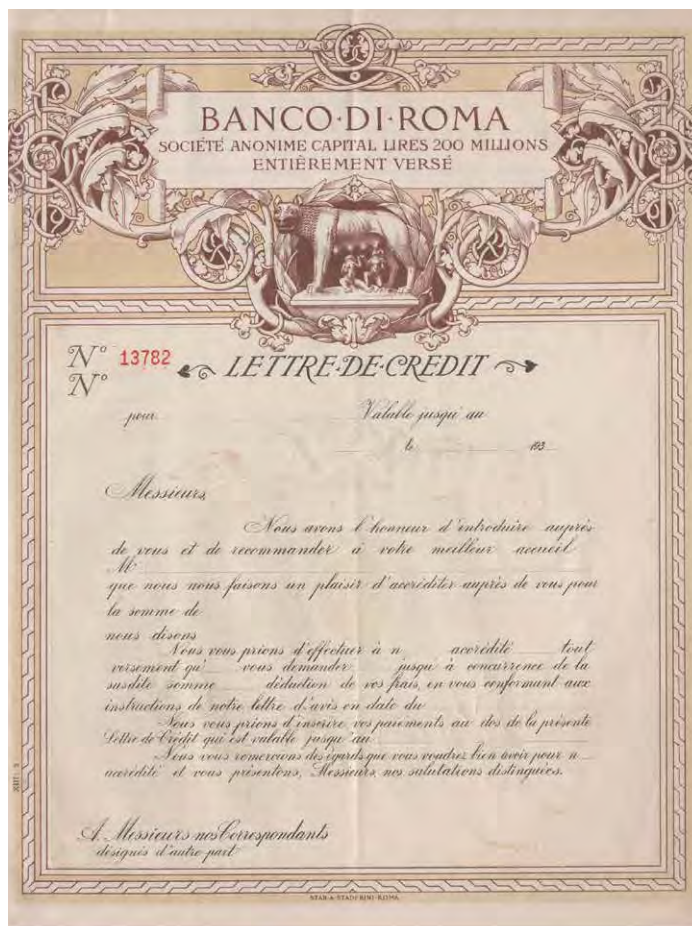 BANCO·DI·ROMA
SOCIÉTÉ ANONIME CAPITAL LIRES 200 MILLIONS
ENTIÈREMENT VERSÉ
Nº 13782
LETTRE·DE·CREDIT
Nº
pour Valable jusqu'au
le 193
Messieurs,
Nous avons l'honneur d'introduire auprès
de vous et de recommander à votre meilleur accueil
M
que nous nous faisons un plaisir d'accréditer auprès de vous pour
la somme de
nous disons
Nous vous prions d'effectuer à n accrédité tout
versement qu' vous demander jusqu'à concurrence de la
susdite somme déduction de vos frais, en vous conformant aux
instructions de notre lettre d'avis en date du
Nous vous prions d'inscrire vos paiements au dos de la présente
Lettre de Crédit qui est valable jusqu'au
Nous vous remercions des égards que vous voudrez bien avoir pour n
accrédité et vous présentons, Messieurs, nos salutations distinguées.
A Messieurs nos Correspondants
désignés d'autre part
STAB·A·STADERINI·ROMA